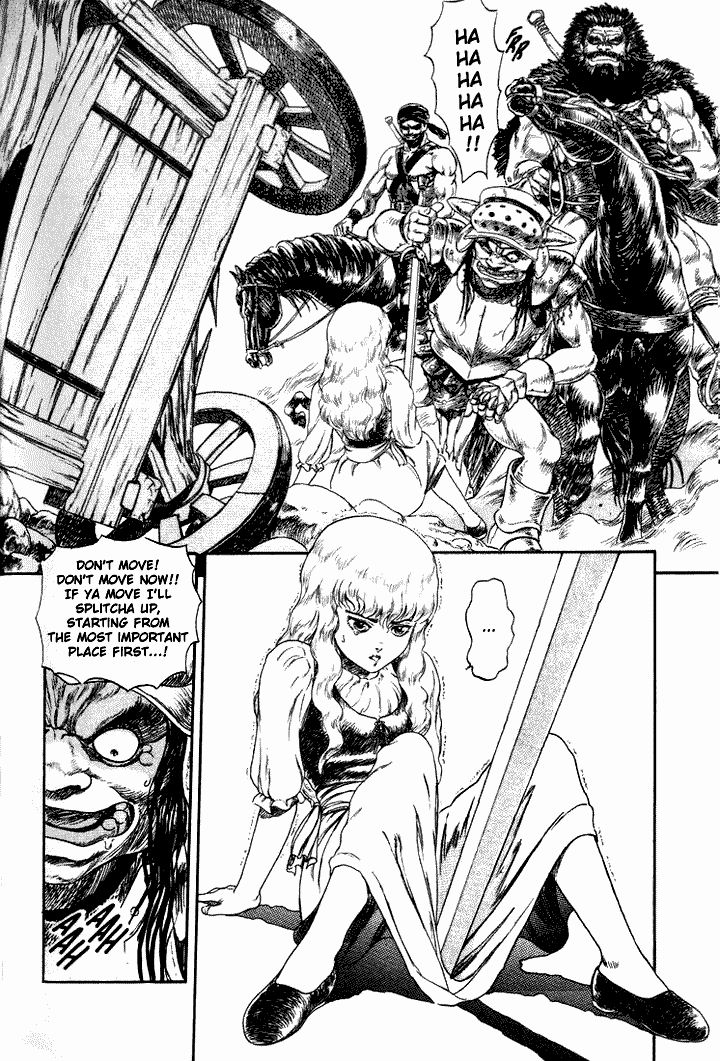 HA
HA
HA
HA
HA
!!
FRR
DON'T MOVE!
DON'T MOVE NOW!!
IF YA MOVE I'LL
SPLITCHA UP,
STARTING FROM
THE MOST IMPORTANT
PLACE FIRST...!
...
AAH
AAH